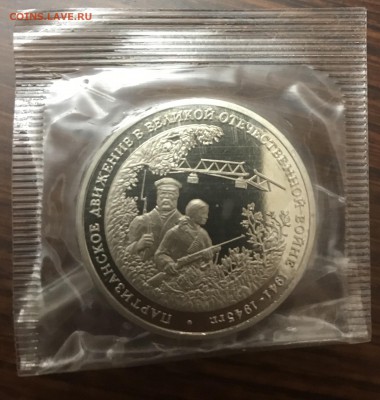 COINS.LAVE.RU
ПАРТИЗАНСКОЕ ДВИЖЕНИЕ В ВЕЛИКОЙ ОТЕЧЕСТВЕННОЙ ВОЙНЕ 1941-1945гг.